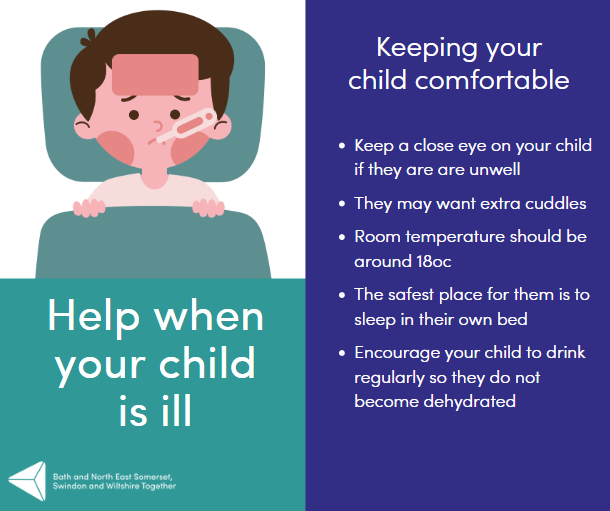 Help when
your child
is ill
Bath and North East Somerset,
Swindon and Wiltshire Together
Keeping your
child comfortable
• Keep a close eye on your child
if they are are unwell
• They may want extra cuddles
• Room temperature should be
around 18oc
• The safest place for them is to
sleep in their own bed
• Encourage your child to drink
regularly so they do not
become dehydrated